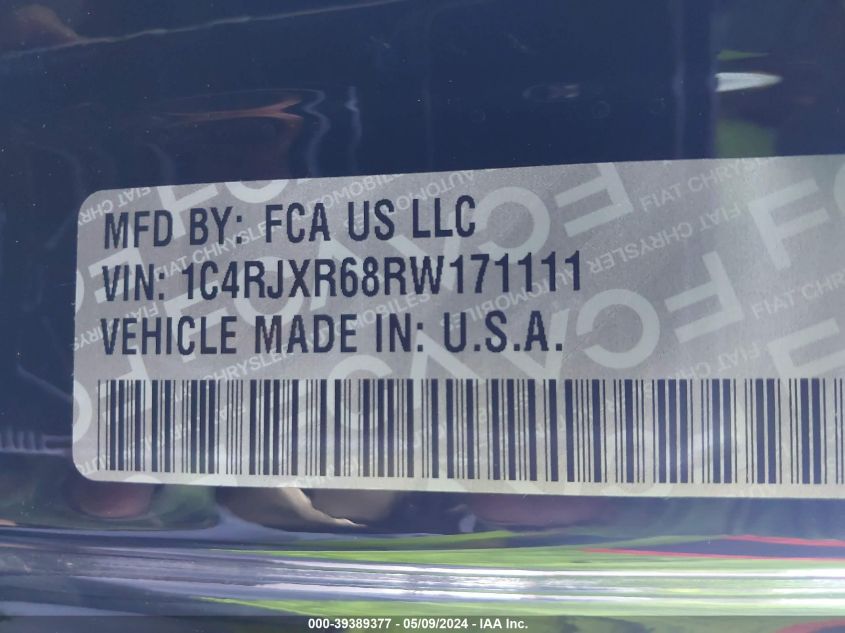 MFD BY: FCA US LLC
VIN: 1C4RJXR68RW171111
VEHICLE MADE IN: U.S.A.
000-39389377 - 05/09/2024 - IAA Inc.